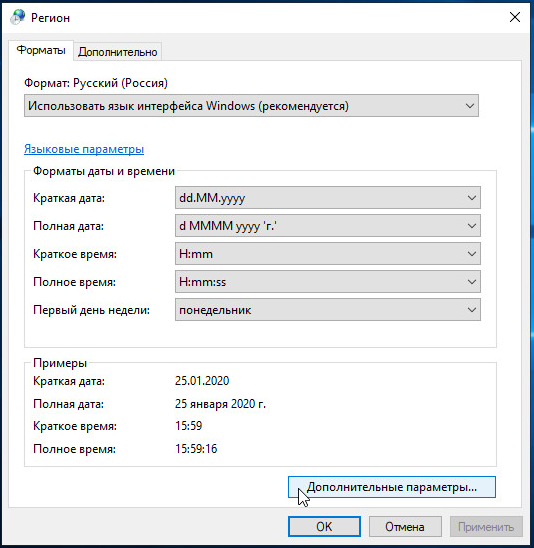 Регион
Форматы Дополнительно
Формат: Русский (Россия)
Использовать язык интерфейса Windows (рекомендуется)
Языковые параметры
Форматы даты и времени
Краткая дата: dd.MM.yyyy
Полная дата: d MMMM yyyy 'г.'
Краткое время: H:mm
Полное время: H:mm:ss
Первый день недели: понедельник
Примеры
Краткая дата: 25.01.2020
Полная дата: 25 января 2020 г.
Краткое время: 15:59
Полное время: 15:59:16
Дополнительные параметры...
OK Отмена Применить